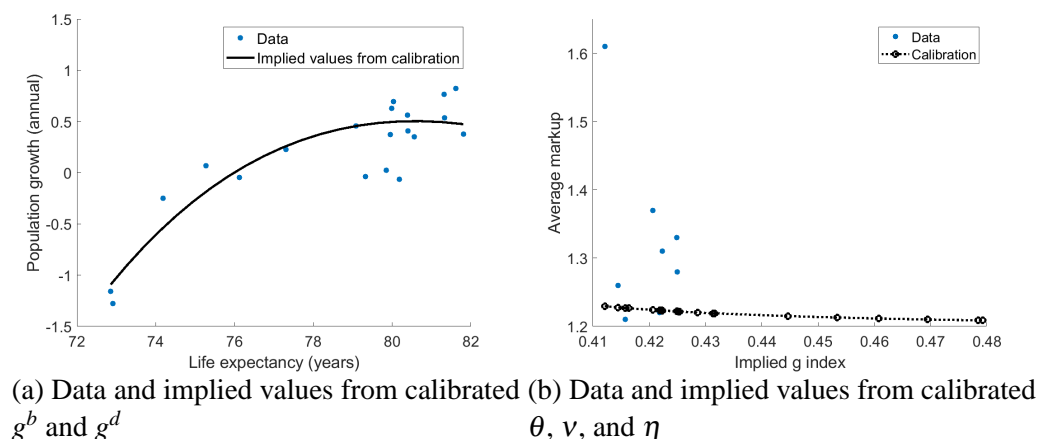 1.5
1
0.5
0
-0.5
-1
-1.5
Population growth (annual)
Data
Implied values from calibration
72 74 76 78 80 82
Life expectancy (years)
1.6
1.5
1.4
1.3
1.2
Average markup
Data
Calibration
0.41 0.42 0.43 0.44 0.45 0.46 0.47 0.48
Implied g index
(a) Data and implied values from calibrated
g^b and g^d
(b) Data and implied values from calibrated
θ, ν, and η